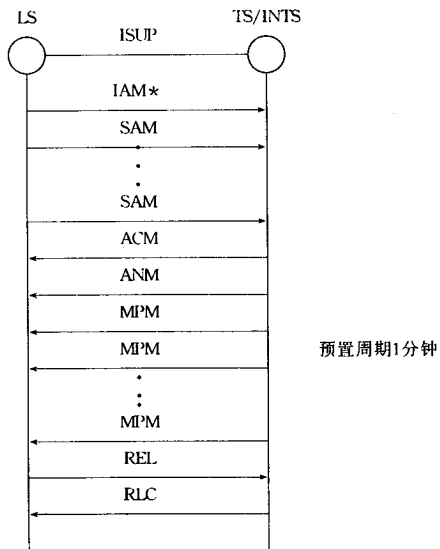 LS
TS/INTS
ISUP
IAM*
SAM
SAM
ACM
ANM
MPM
MPM
预置周期1分钟
MPM
REL
RLC